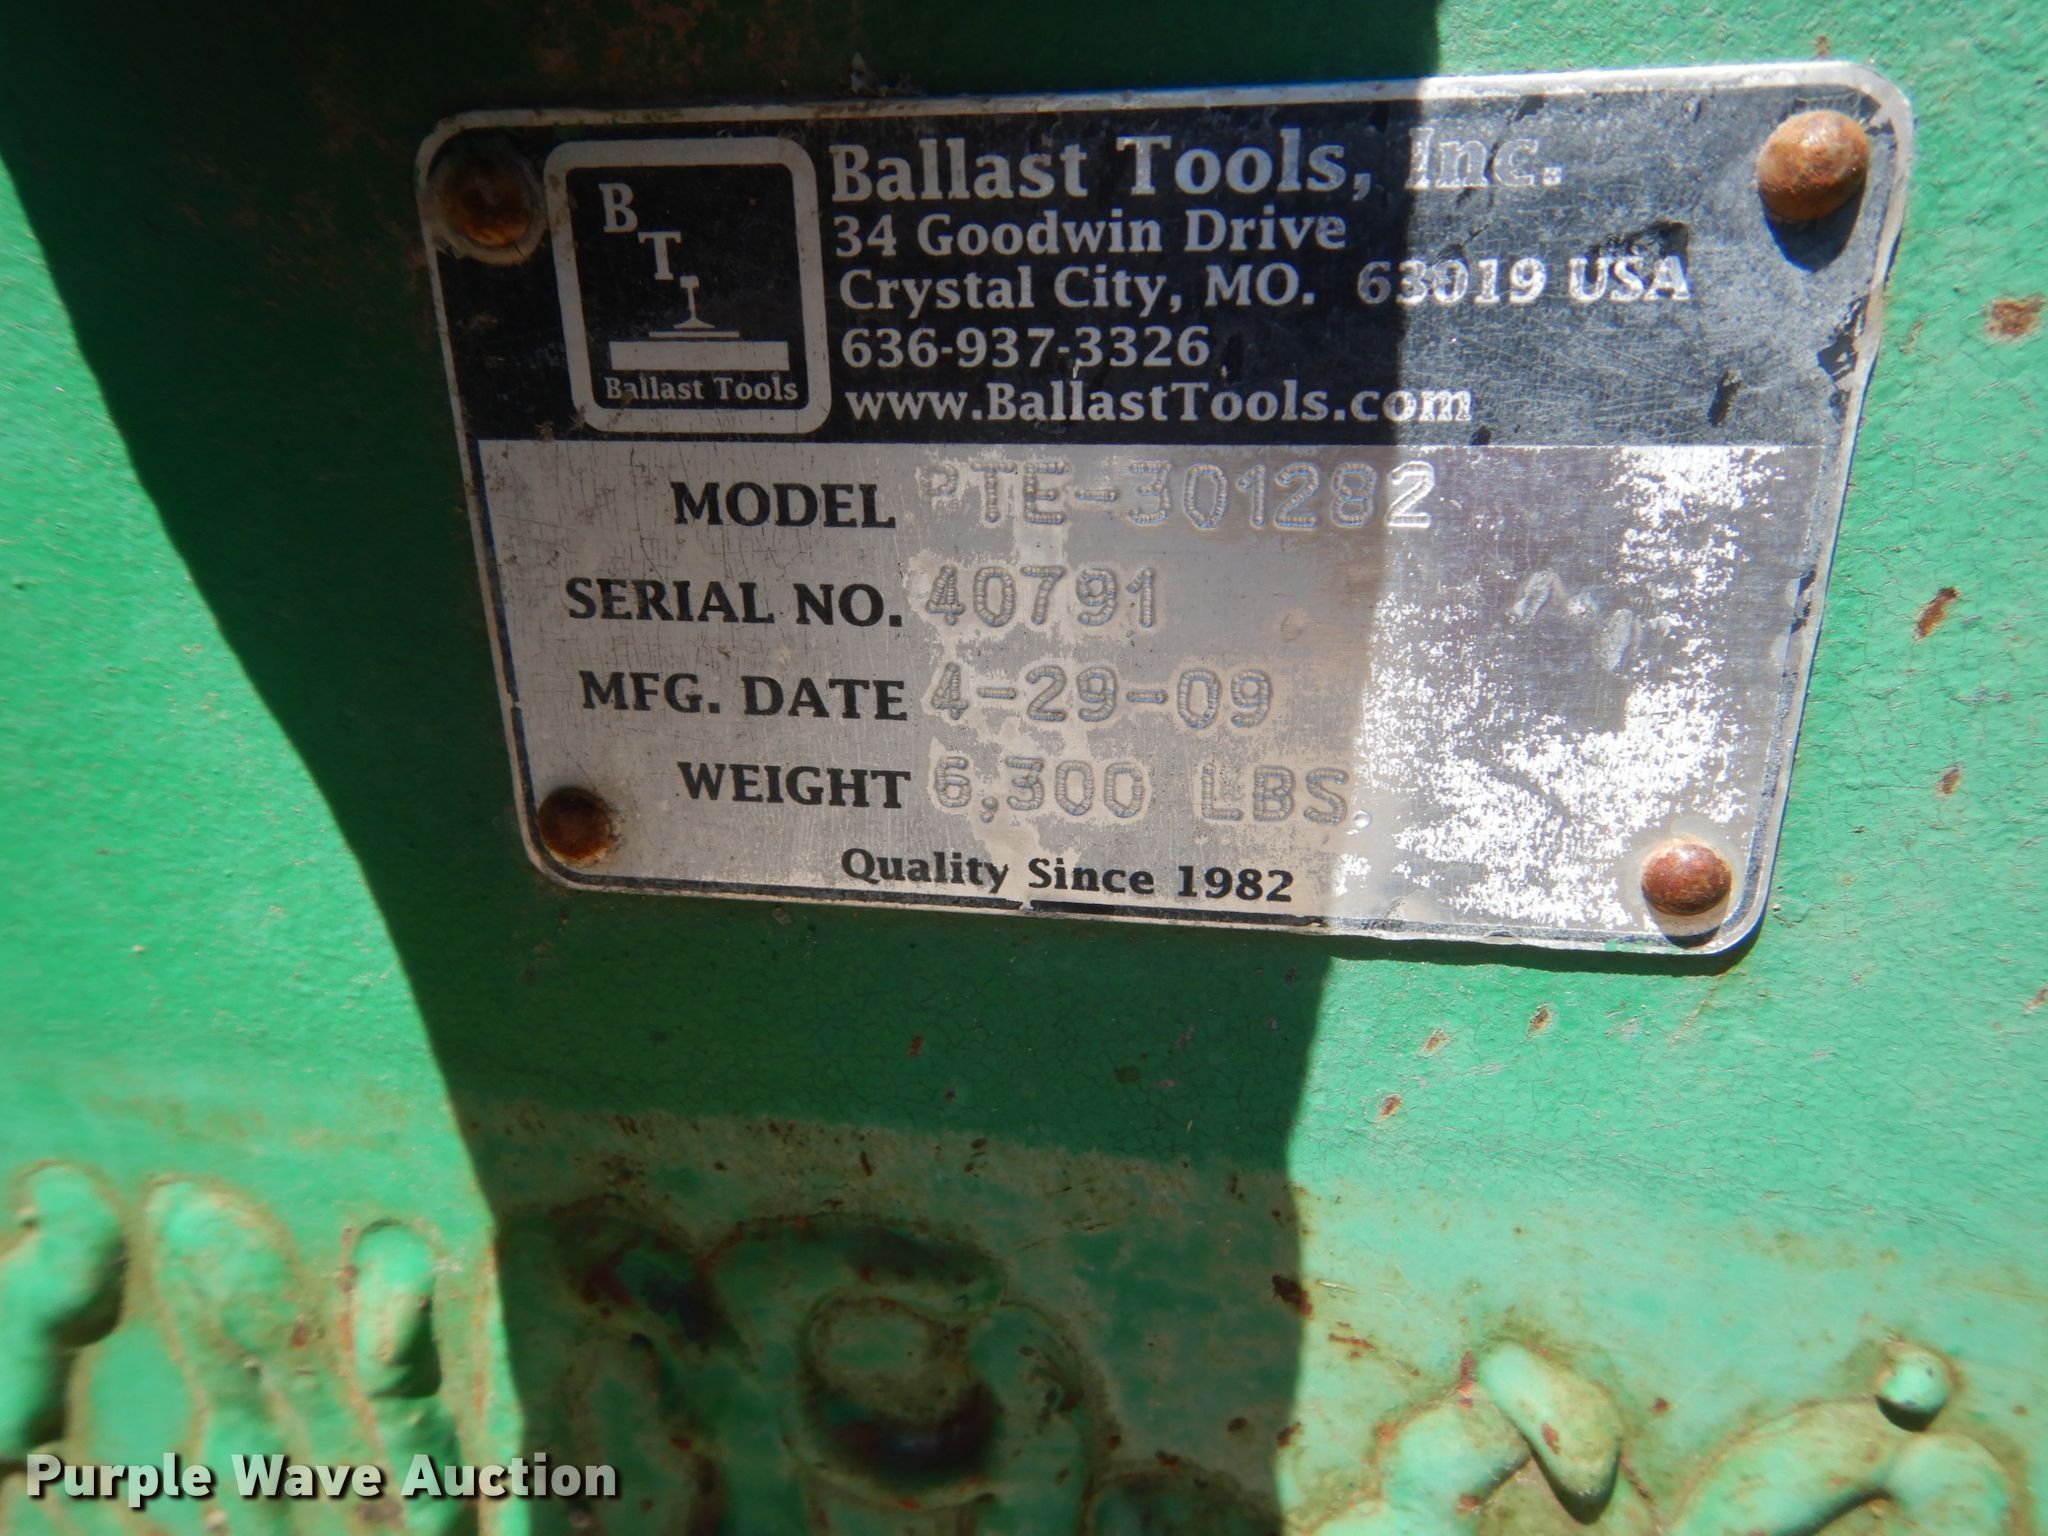 B
T
Ballast Tools
Ballast Tools, Inc.
34 Goodwin Drive
Crystal City, MO. 63019 USA
636-937-3326
www.BallastTools.com
MODEL PTE-301282
SERIAL NO. 40791
MFG. DATE 4-29-09
WEIGHT 6,300 LBS.
Quality Since 1982
Purple Wave Auction